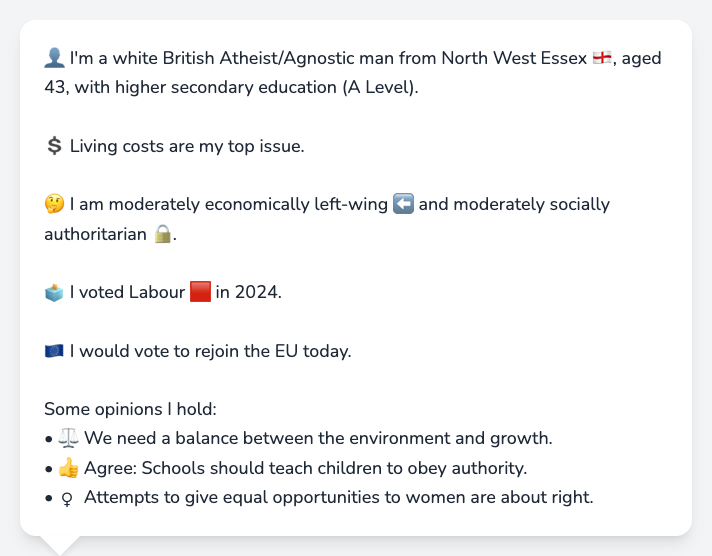 👤 I'm a white British Atheist/Agnostic man from North West Essex 🏴󠁧󠁢󠁥󠁮󠁧󠁿, aged
43, with higher secondary education (A Level).
💲 Living costs are my top issue.
🤔 I am moderately economically left-wing ⬅️ and moderately socially
authoritarian 🔒.
🗳️ I voted Labour 🟥 in 2024.
🇪🇺 I would vote to rejoin the EU today.
Some opinions I hold:
• ⚖️ We need a balance between the environment and growth.
• 👍 Agree: Schools should teach children to obey authority.
• ♀ Attempts to give equal opportunities to women are about right.